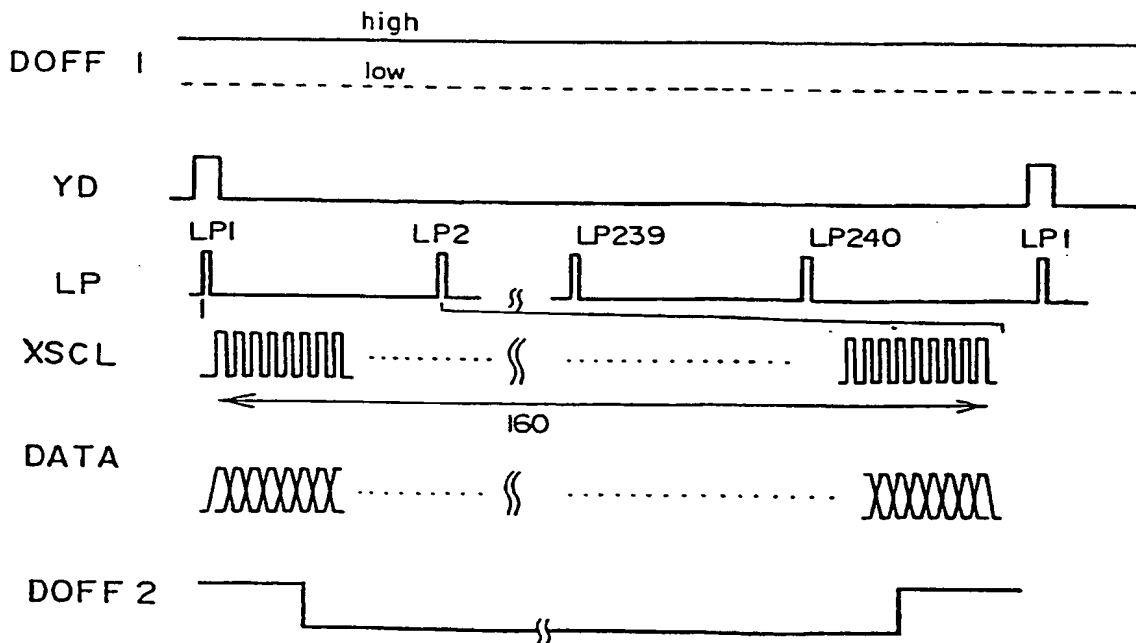 high
DOFF 1
low
YD
LP1 LP2 LP239 LP240 LP1
LP
XSCL
160
DATA
DOFF 2